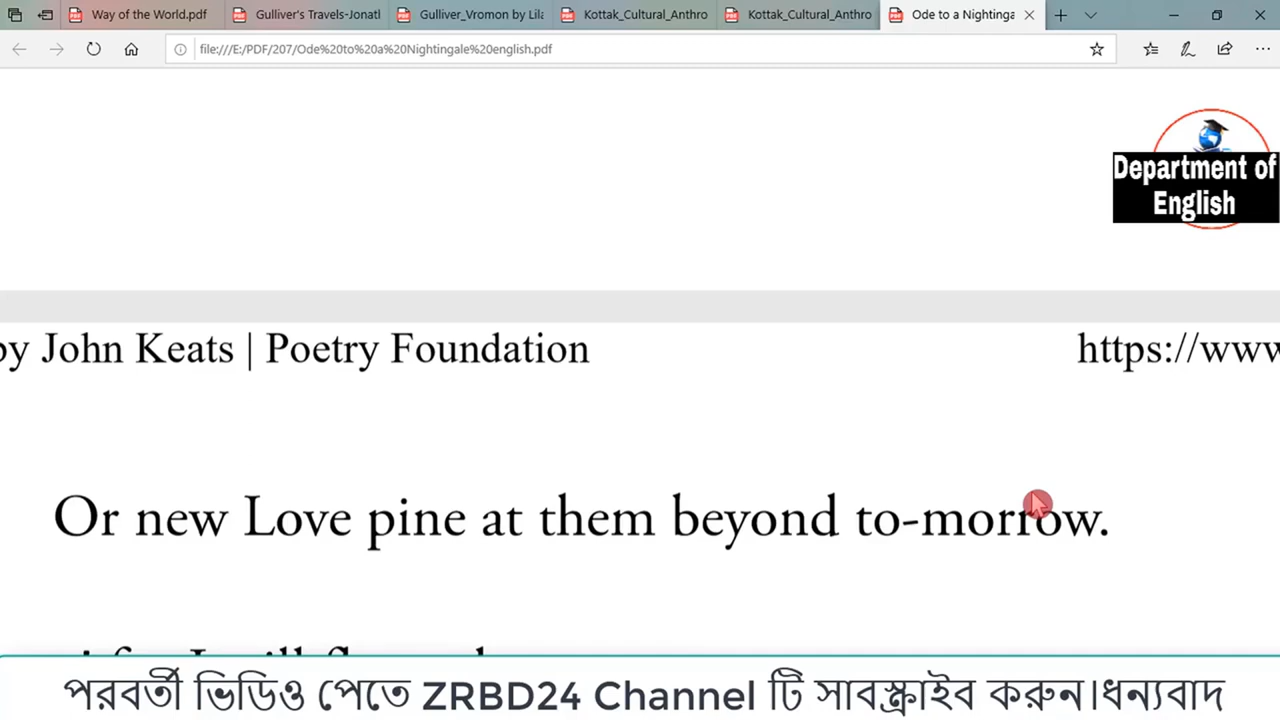 Way of the World.pdf
Gulliver's Travels-Jonatl
Gulliver_Vromon by Lila
Kottak_Cultural_Anthro
Kottak_Cultural_Anthro
Ode to a Nightinga
file:///E:/PDF/207/Ode%20to%20a%20Nightingale%20english.pdf
Department of
English
by John Keats | Poetry Foundation
https://www
Or new Love pine at them beyond to-morrow.
পরবর্তী ভিডিও পেতে ZRBD24 Channel টি সাবস্ক্রাইব করুন।ধন্যবাদ